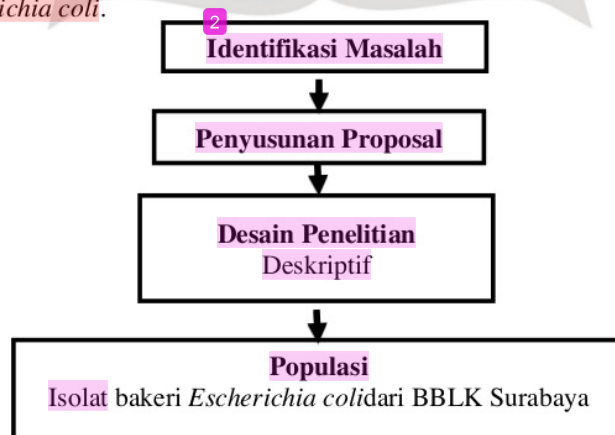 ichia coli.
2
Identifikasi Masalah
Penyusunan Proposal
Desain Penelitian
Deskriptif
Populasi
Isolat bakeri Escherichia colidari BBLK Surabaya